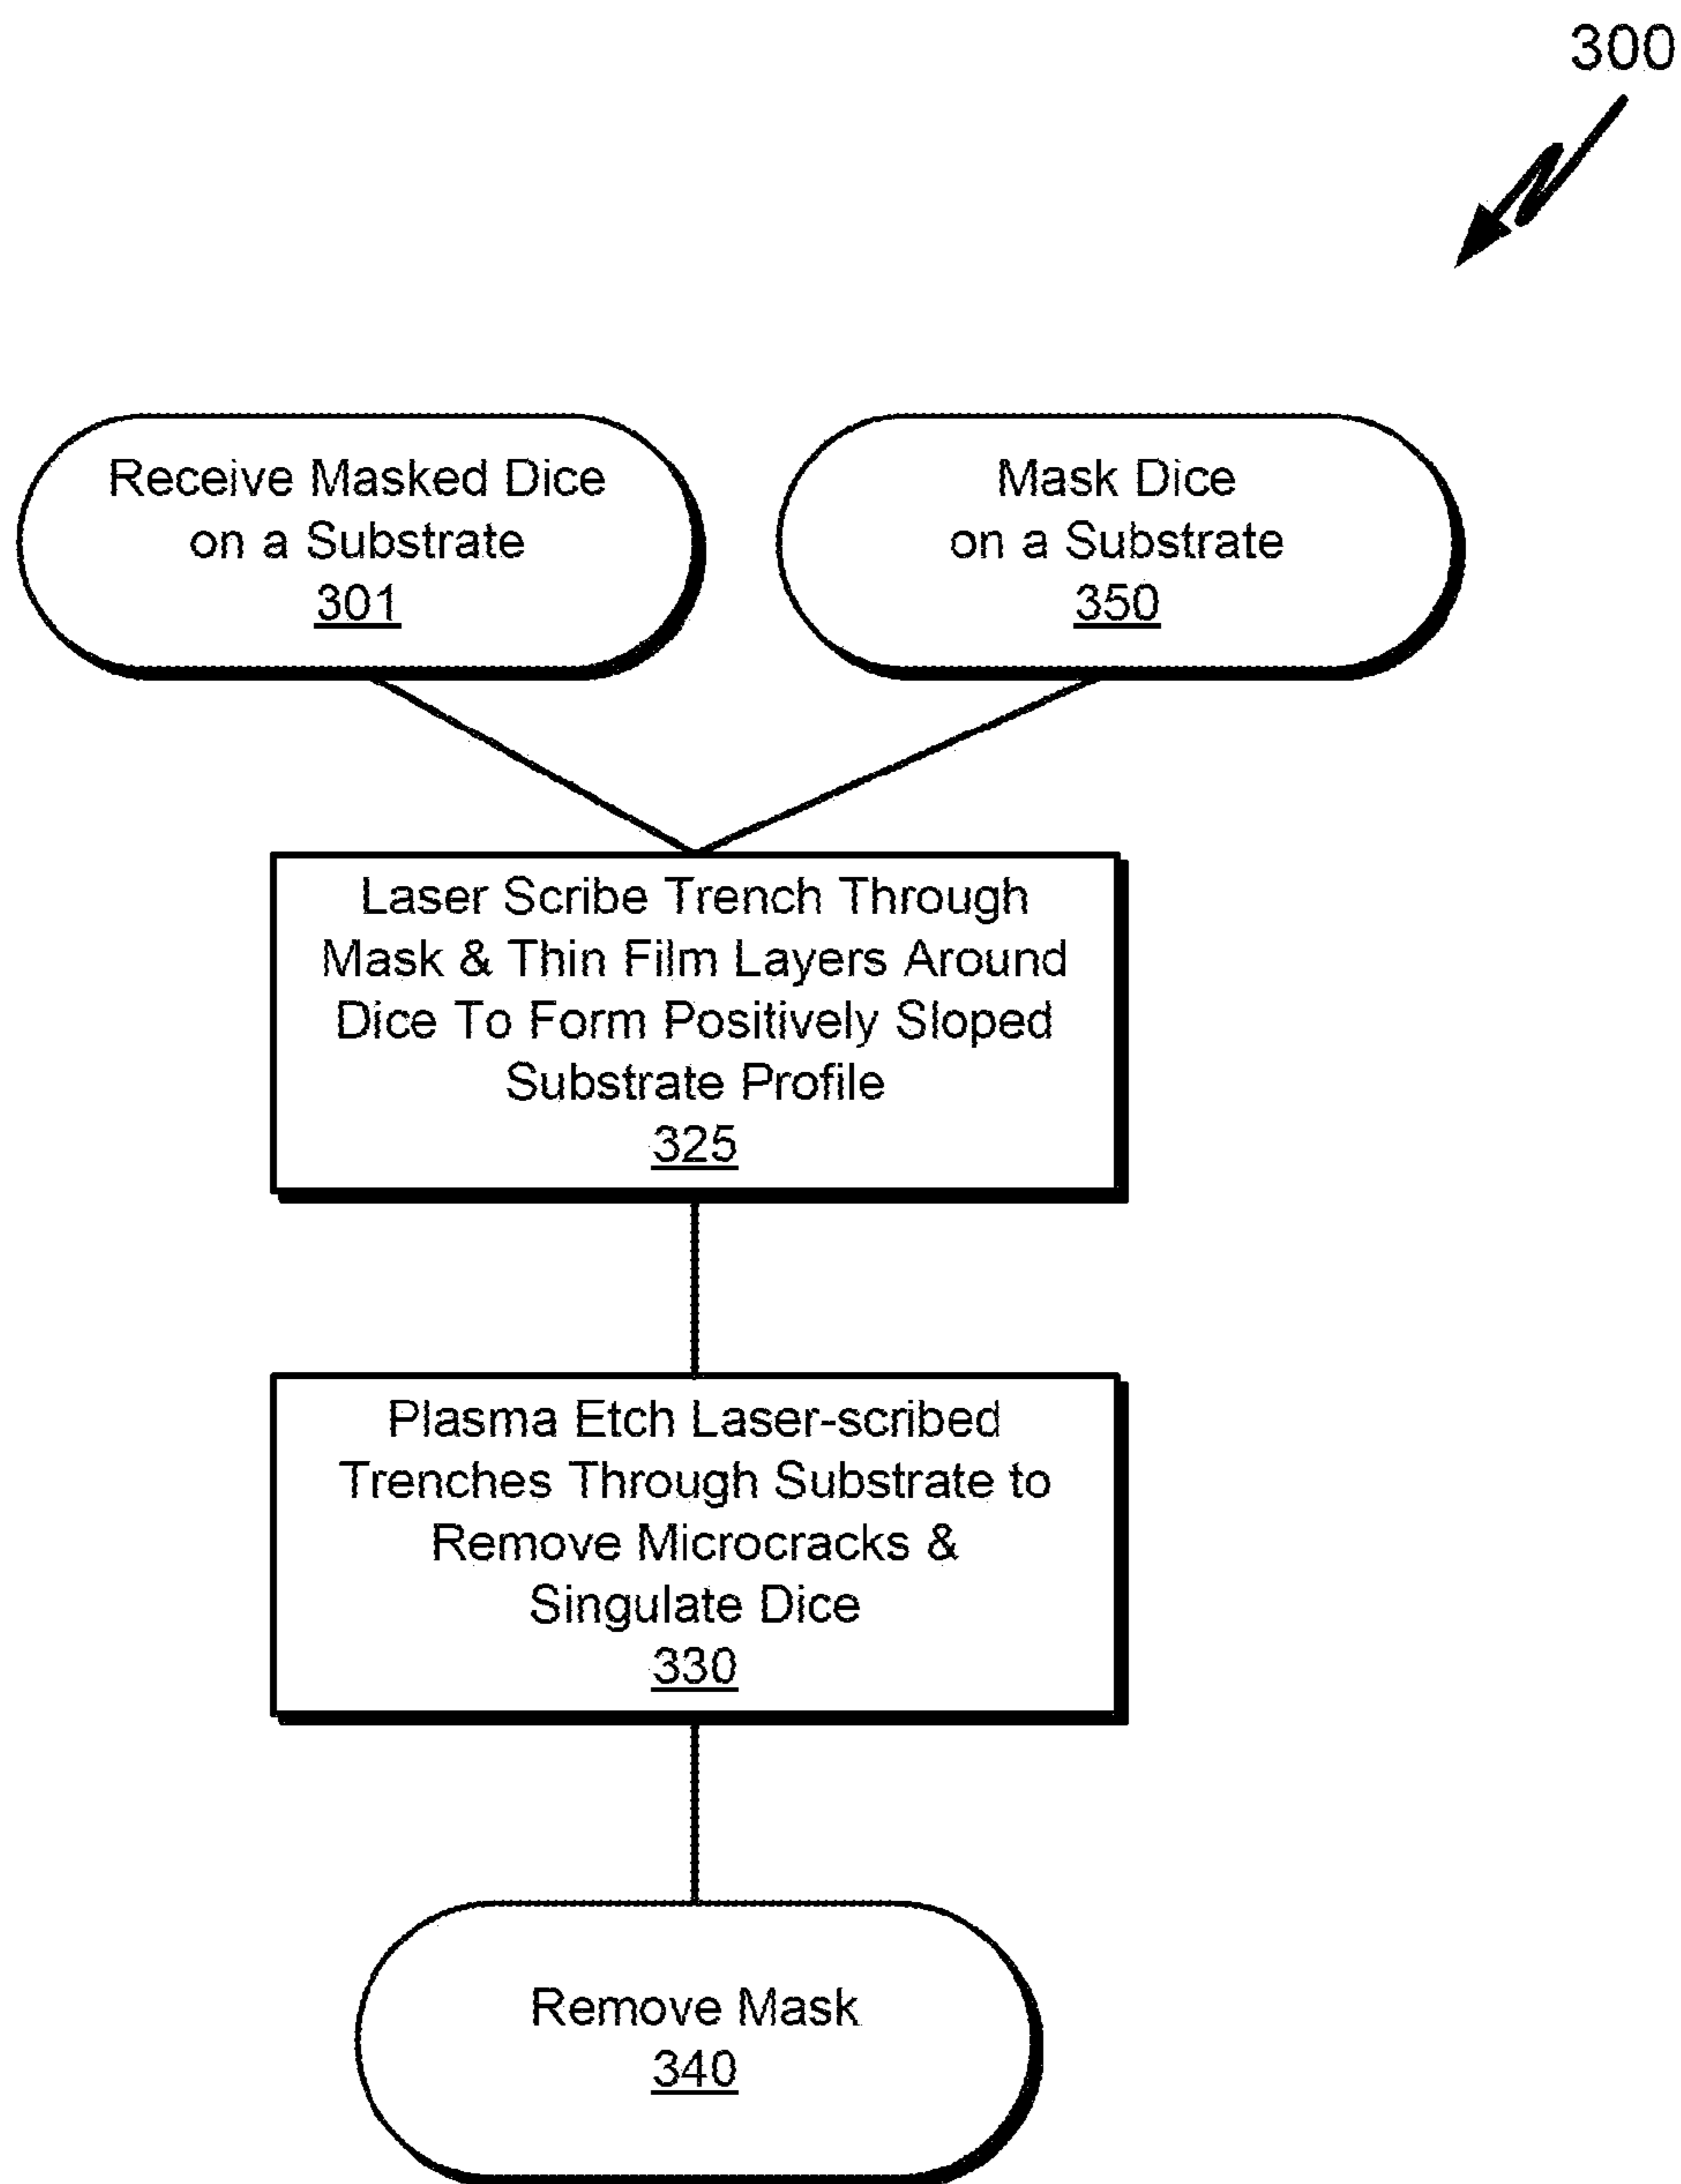 300
Receive Masked Dice
on a Substrate
301
Mask Dice
on a Substrate
350
Laser Scribe Trench Through
Mask & Thin Film Layers Around
Dice To Form Positively Sloped
Substrate Profile
325
Plasma Etch Laser-scribed
Trenches Through Substrate to
Remove Microcracks &
Singulate Dice
330
Remove Mask
340